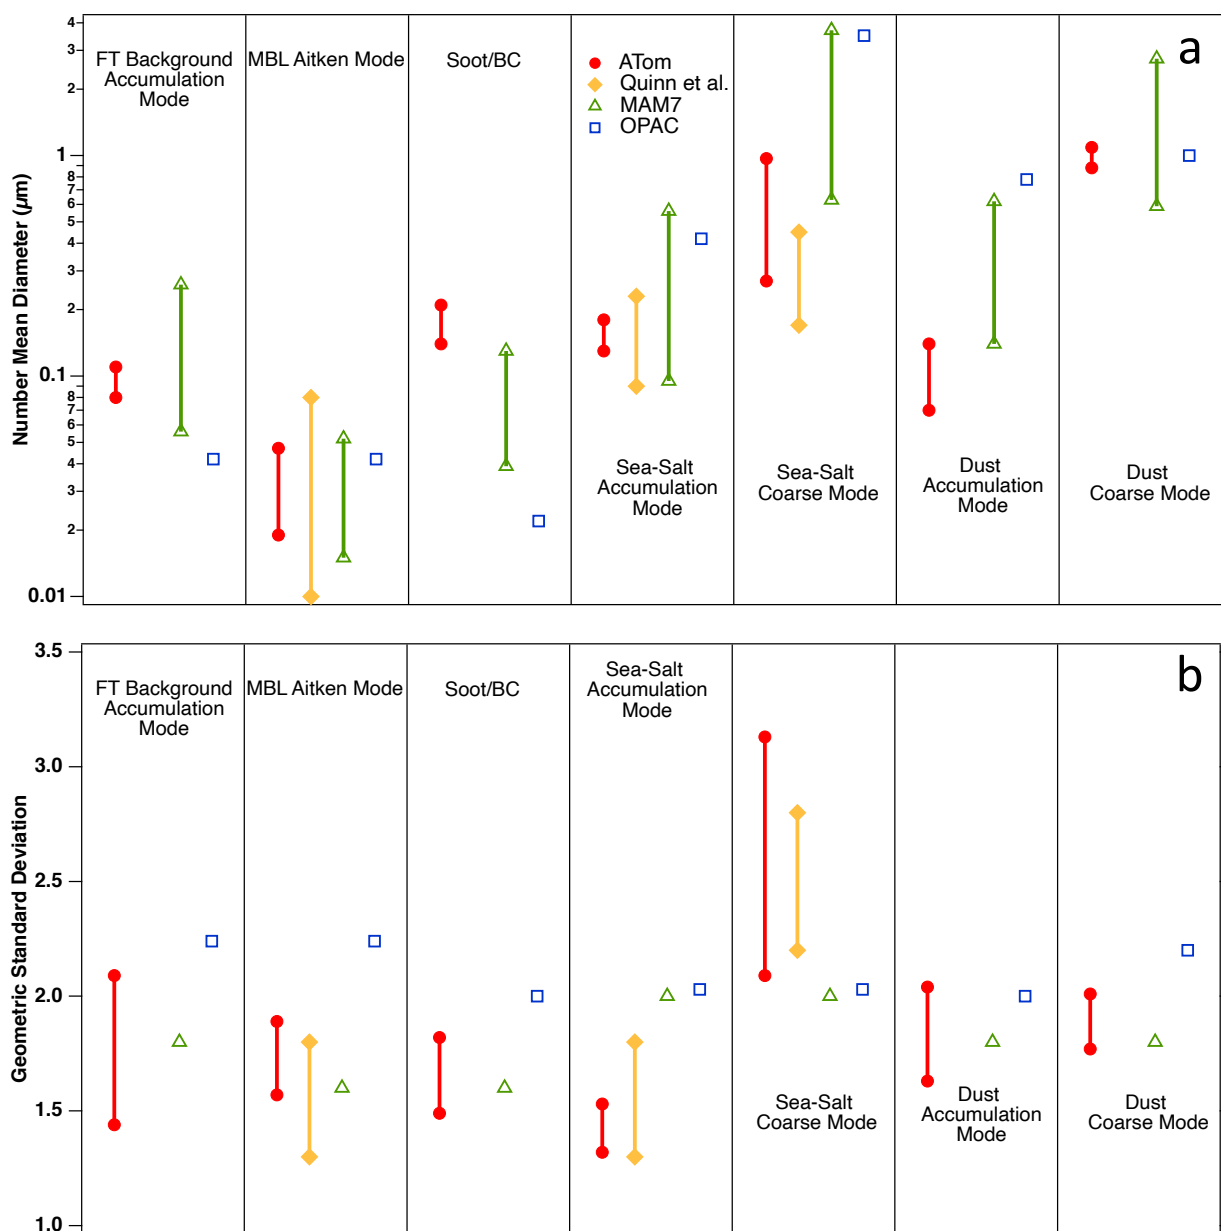 a
FT Background
Accumulation
Mode
MBL Aitken Mode
Soot/BC
ATom
Quinn et al.
MAM7
OPAC
Number Mean Diameter (µm)
4
3
2
1
8
7
6
5
4
3
2
0.1
8
7
6
5
4
3
2
0.01
Sea-Salt
Accumulation
Mode
Sea-Salt
Coarse Mode
Dust
Accumulation
Mode
Dust
Coarse Mode
b
FT Background
Accumulation
Mode
MBL Aitken Mode
Soot/BC
Sea-Salt
Accumulation
Mode
Geometric Standard Deviation
3.5
3.0
2.5
2.0
1.5
1.0
Sea-Salt
Coarse Mode
Dust
Accumulation
Mode
Dust
Coarse Mode